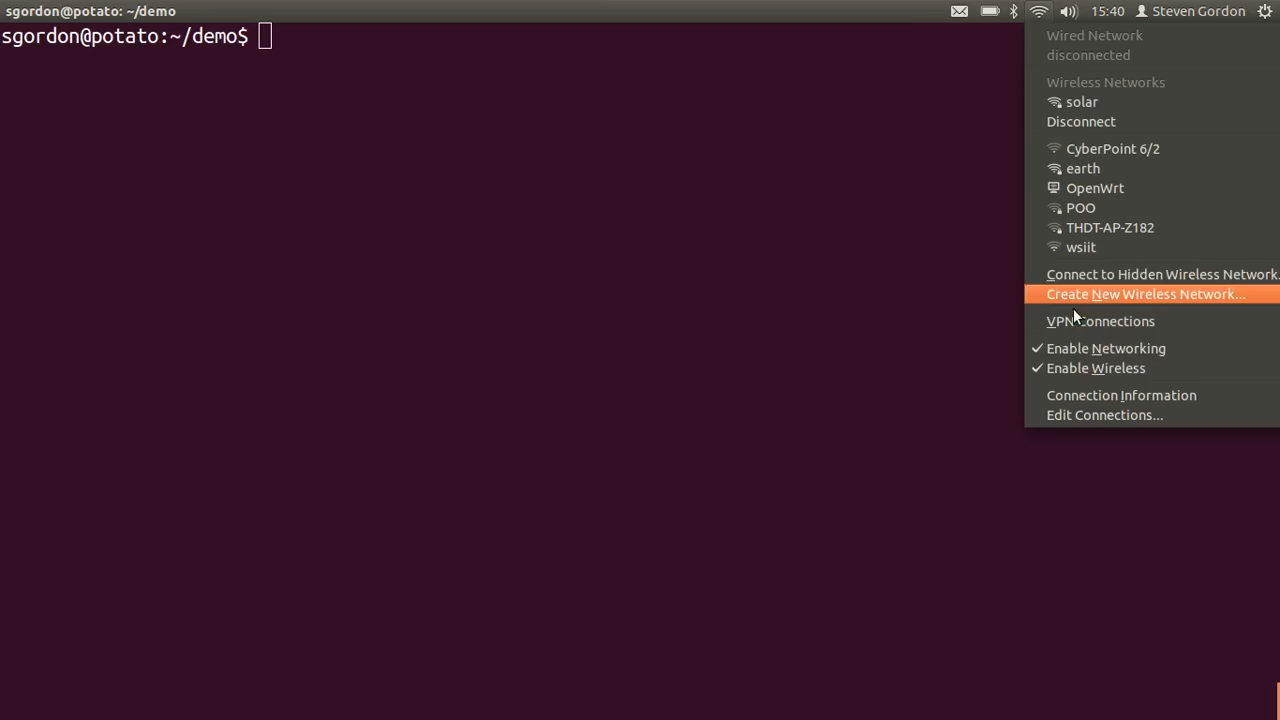 sgordon@potato: ~/demo
15:40 Steven Gordon
sgordon@potato:~/demo$
Wired Network
disconnected
Wireless Networks
solar
Disconnect
CyberPoint 6/2
earth
OpenWrt
POO
THDT-AP-Z182
wsiit
Connect to Hidden Wireless Network.
Create New Wireless Network...
VPN Connections
Enable Networking
Enable Wireless
Connection Information
Edit Connections...